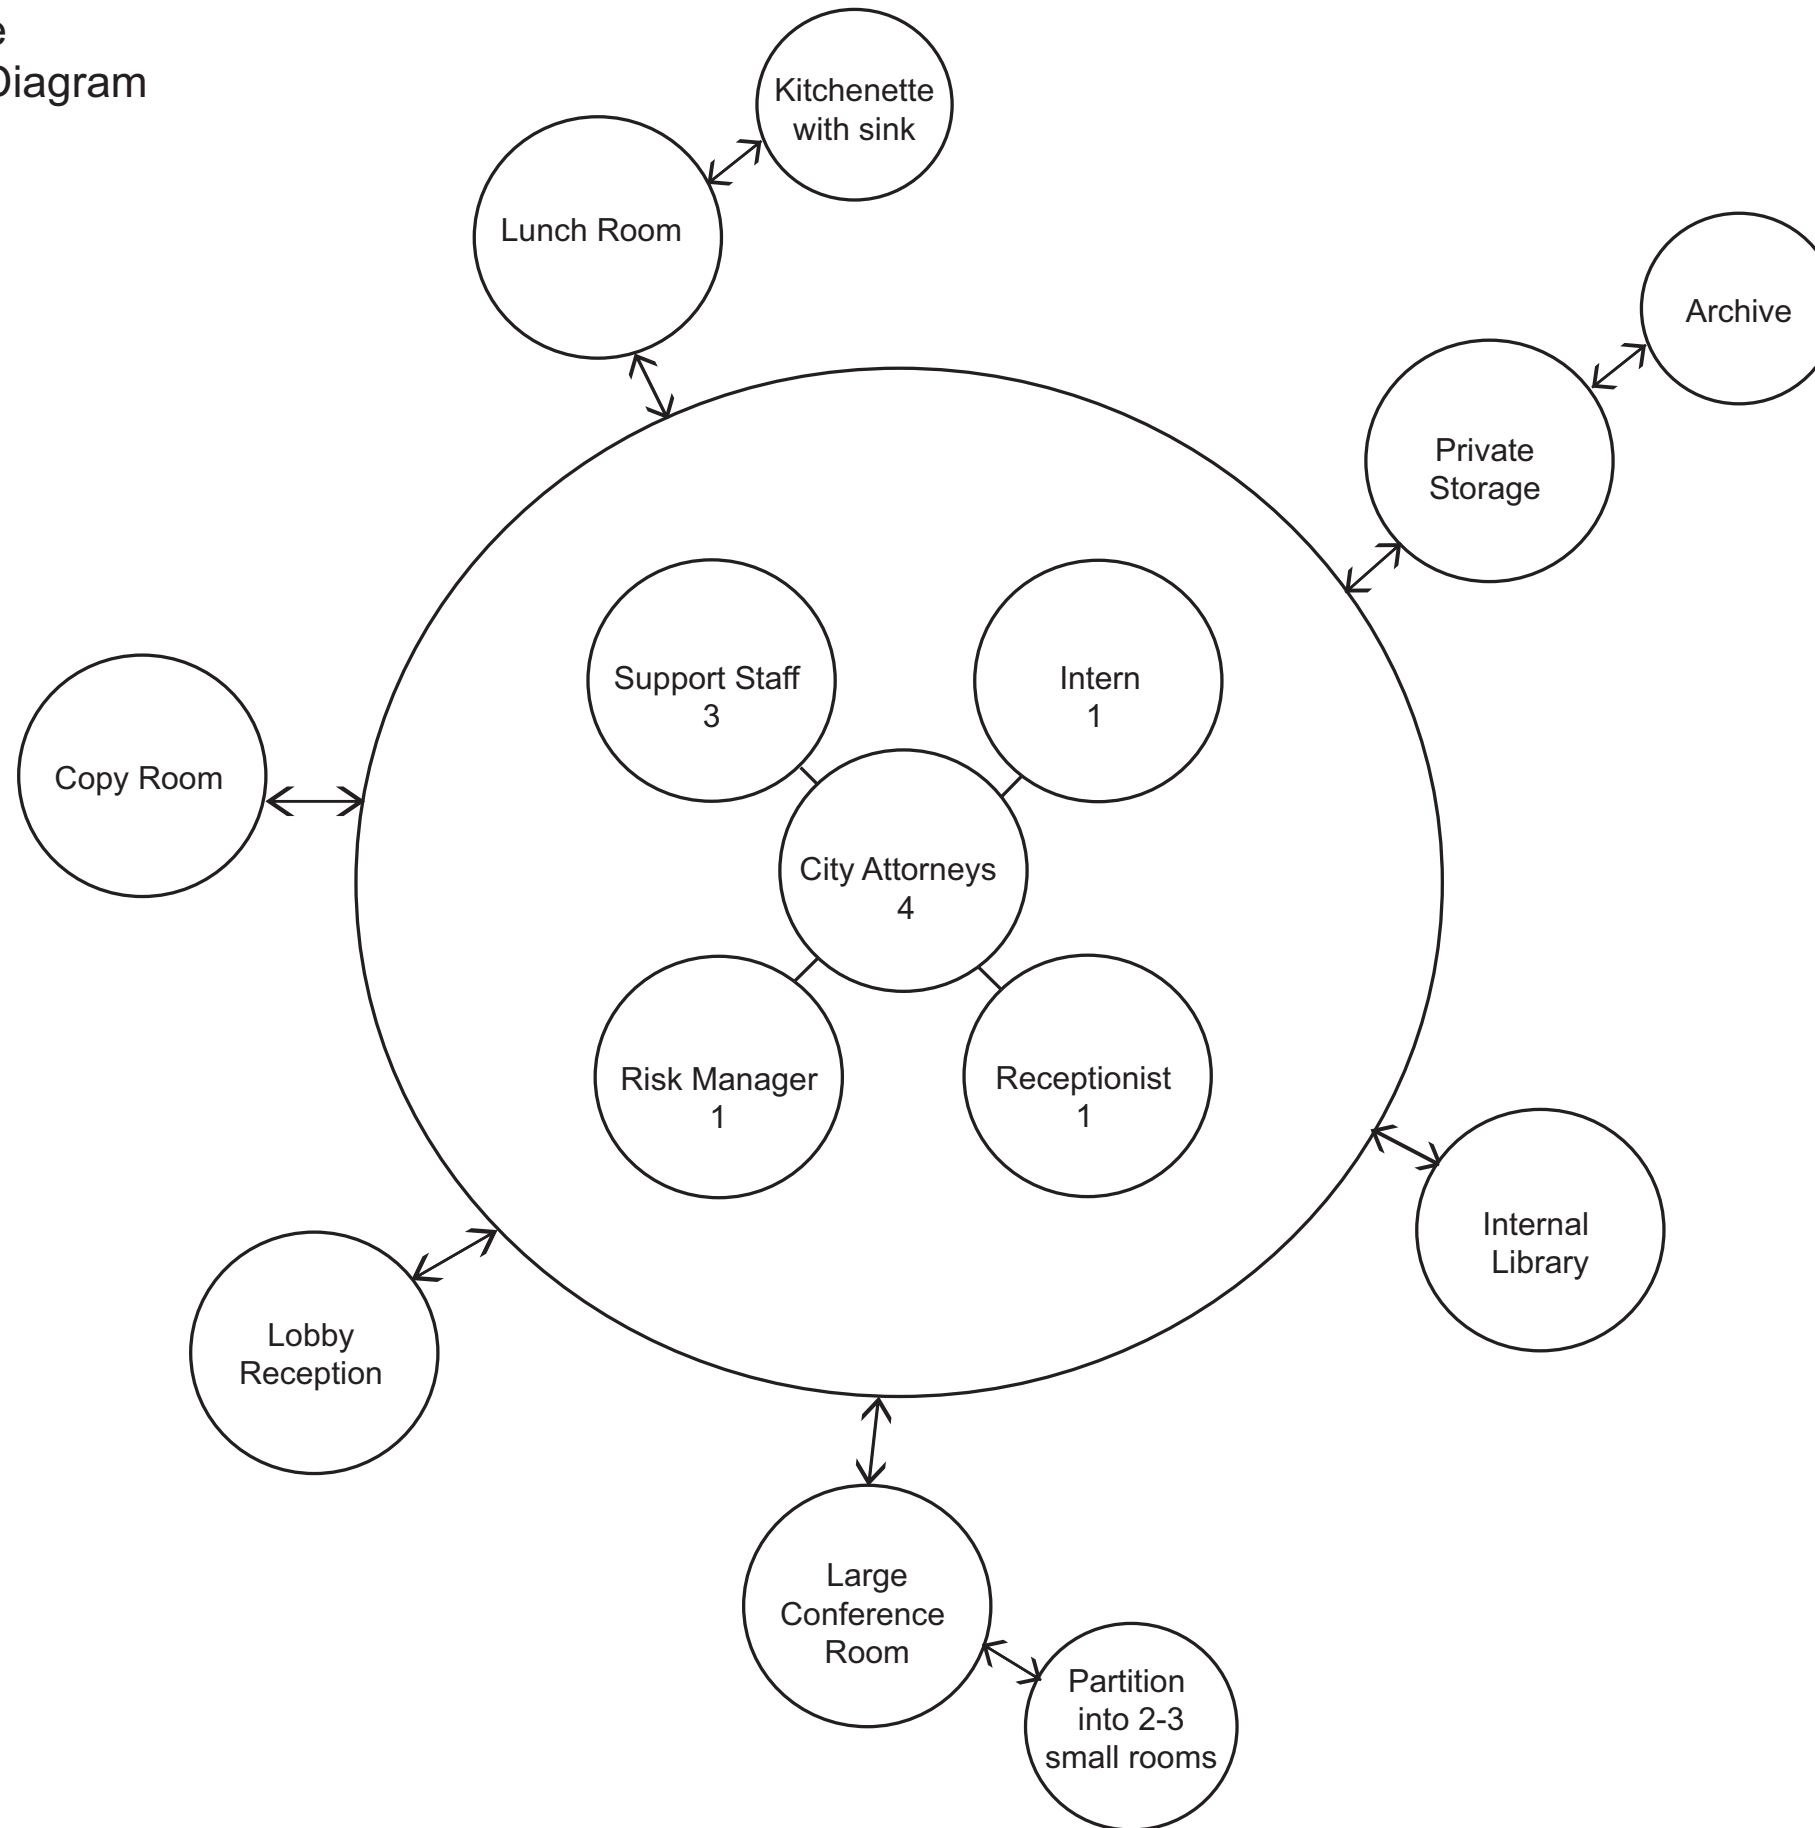 e
Diagram
Kitchenette
with sink
Lunch Room
Archive
Private
Storage
Support Staff
3
Intern
1
Copy Room
City Attorneys
4
Risk Manager
1
Receptionist
1
Internal
Library
Lobby
Reception
Large
Conference
Room
Partition
into 2-3
small rooms